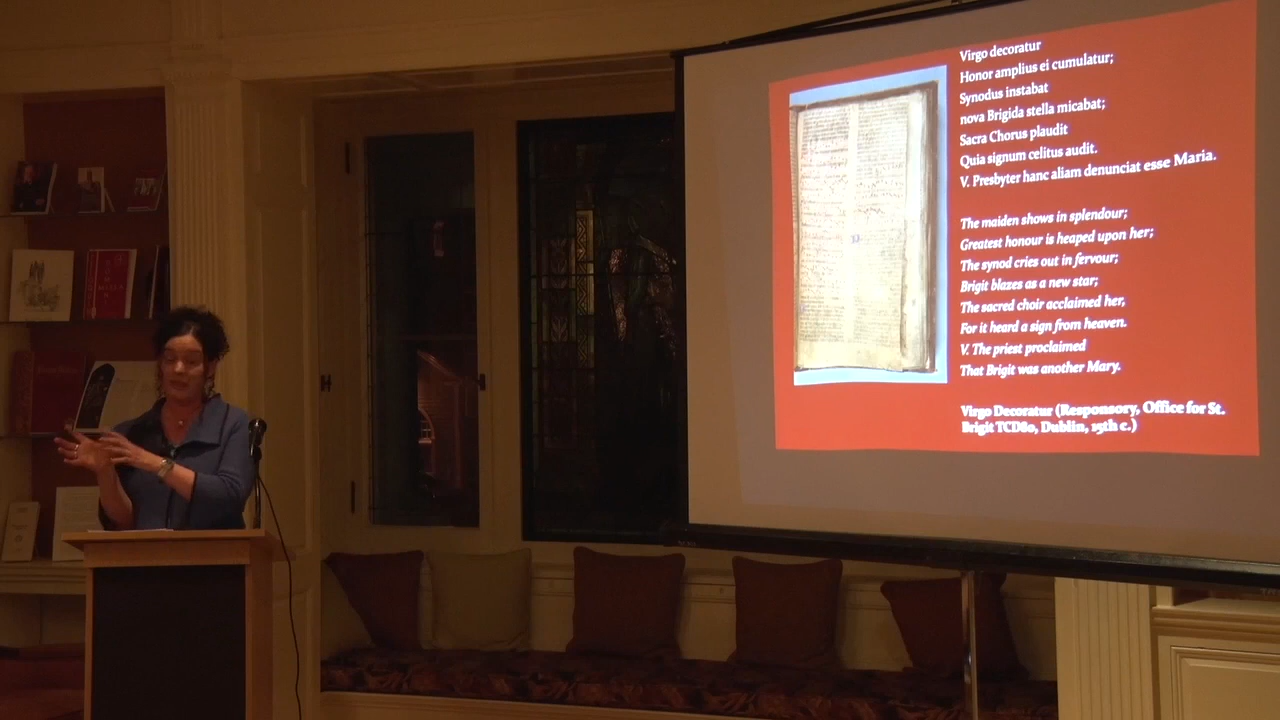 Virgo decoratur
Honor amplius ei cumulatur;
Synodus instabat
nova Brigida stella micabat;
Sacra Chorus plaudit
Quia signum celitus audit.
V. Presbyter hanc aliam denunciat esse Maria.
The maiden shows in splendour;
Greatest honour is heaped upon her;
The synod cries out in fervour;
Brigit blazes as a new star;
The sacred choir acclaimed her,
For it heard a sign from heaven.
V. The priest proclaimed
That Brigit was another Mary.
Virgo Decoratur (Responsory, Office for St.
Brigit TCD80, Dublin, 15th c.)